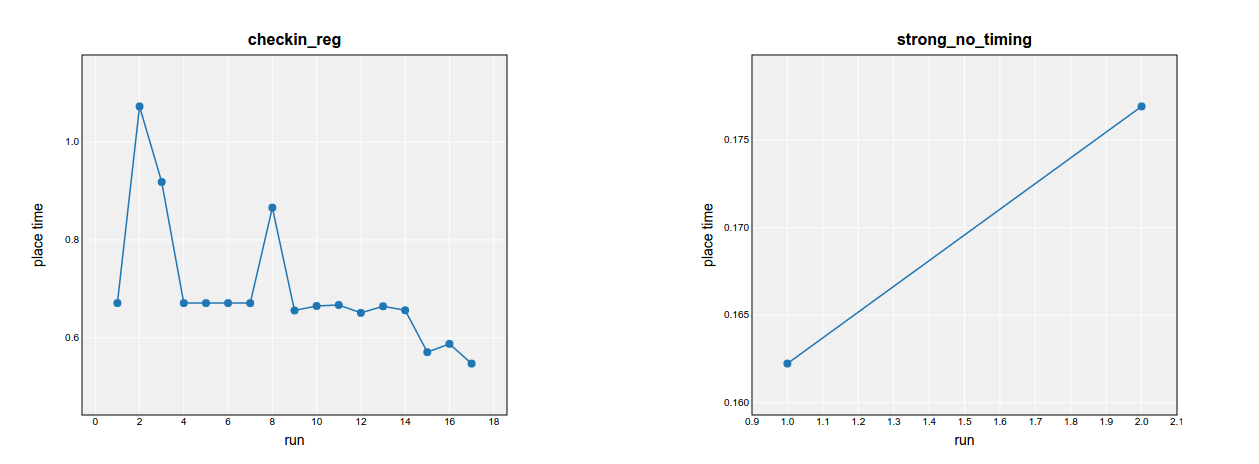 checkin_reg
place time
1.0
0.8
0.6
0 2 4 6 8 10 12 14 16 18
run
strong_no_timing
place time
0.175
0.170
0.165
0.160
0.9 1.0 1.1 1.2 1.3 1.4 1.5 1.6 1.7 1.8 1.9 2.0 2.1
run